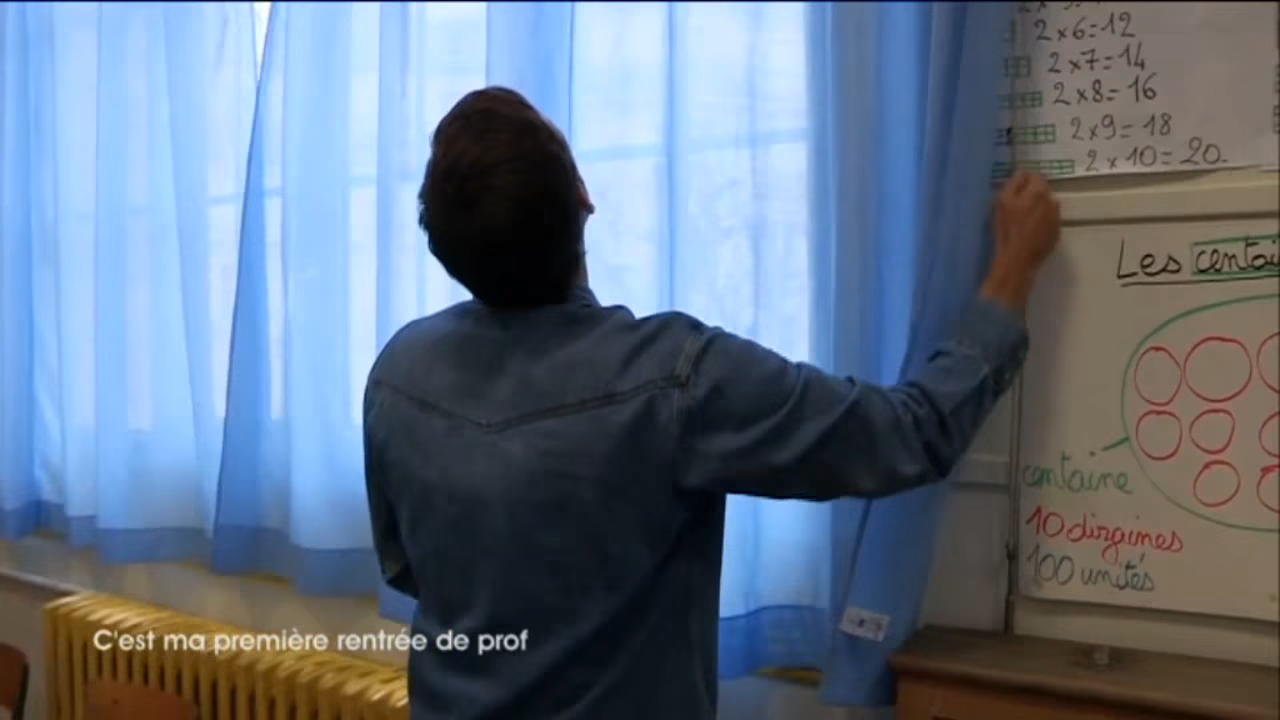 2×6=12
2×7=14
2×8=16
2×9=18
2×10=20
Les
centaine
10 dizaines
100 unités
C'est ma première rentrée de prof